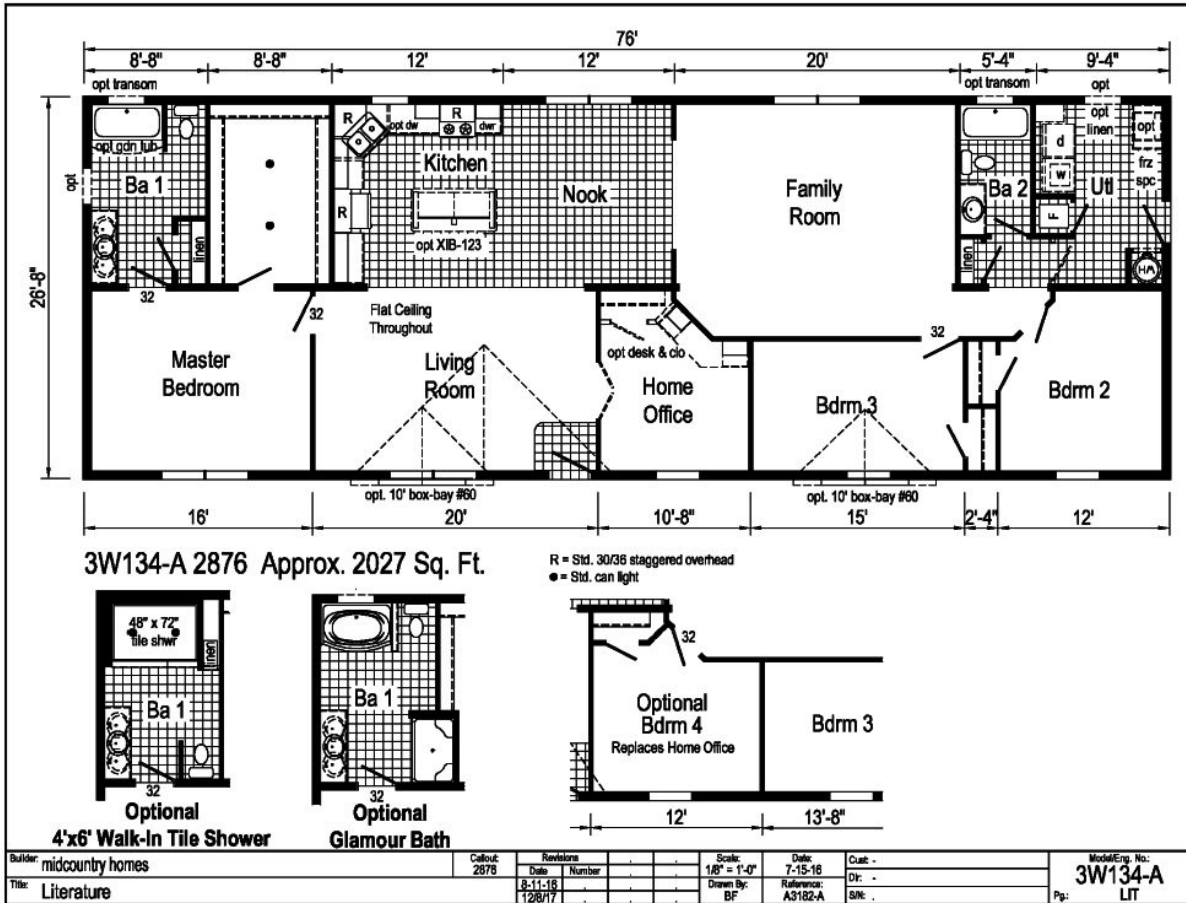 76'
8'-8"
8'-8"
12'
12'
20'
5'-4"
9'-4"
opt transom
opt transom
opt
26'-8"
opt gdn tub
opt
Ba 1
linen
32
R
opt dw
R
dwr
Kitchen
R
opt XIB-123
Nook
Family
Room
Ba 2
linen
d
w
F
opt
linen
opt
frz
spc
Utl
HW
32
Flat Ceiling
Throughout
Master
Bedroom
Living
Room
opt desk & clo
Home
Office
32
Bdrm 3
Bdrm 2
opt. 10' box-bay #60
opt. 10' box-bay #60
16'
20'
10'-8"
15'
2'-4"
12'
3W134-A 2876 Approx. 2027 Sq. Ft.
R = Std. 30/36 staggered overhead
● = Std. can light
48" x 72"
tile shwr
linen
Ba 1
32
Optional
4'x6' Walk-In Tile Shower
Ba 1
32
Optional
Glamour Bath
32
Optional
Bdrm 4
Replaces Home Office
Bdrm 3
12'
13'-8"
Builder: midcountry homes
Title: Literature
Callout:
2876
Revisions
Date Number
8-11-16
12/8/17
Scale:
1/8" = 1'-0"
Drawn By:
BF
Date:
7-15-16
Reference:
A3182-A
Cust: -
Dlr: -
S/N: .
Model/Eng. No.:
3W134-A
Pg.: LIT